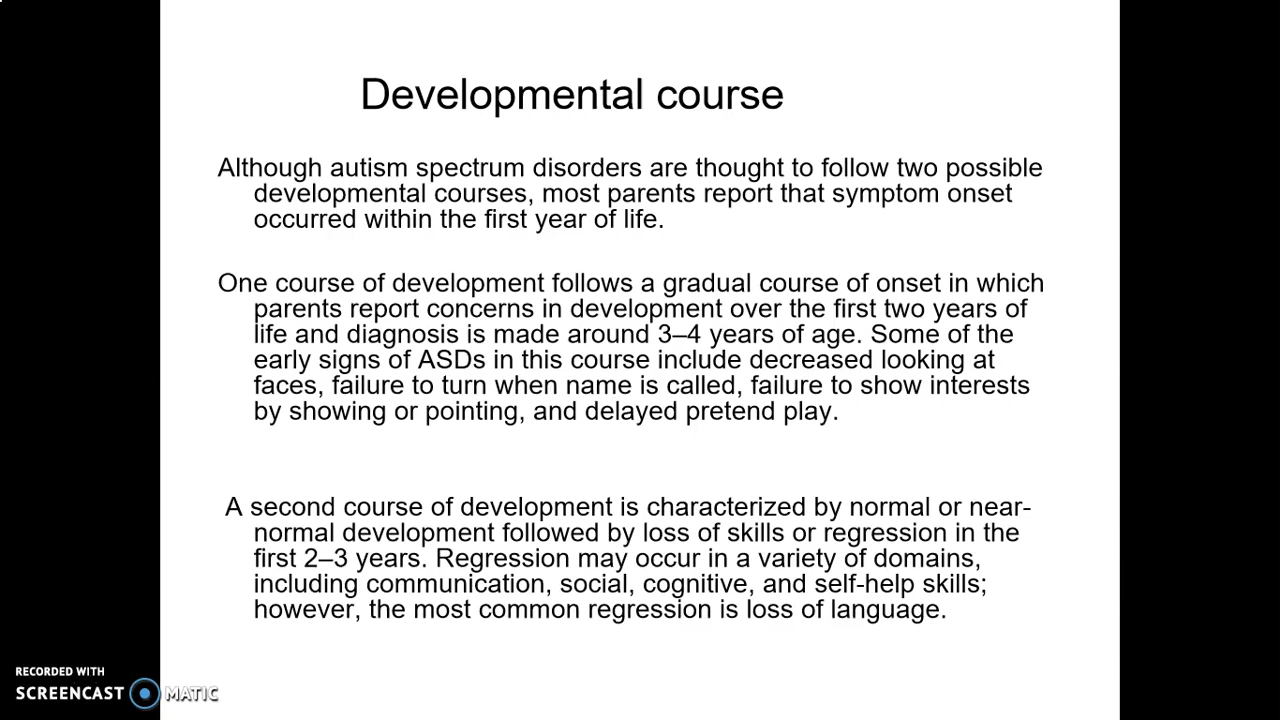 Developmental course
Although autism spectrum disorders are thought to follow two possible
developmental courses, most parents report that symptom onset
occurred within the first year of life.
One course of development follows a gradual course of onset in which
parents report concerns in development over the first two years of
life and diagnosis is made around 3–4 years of age. Some of the
early signs of ASDs in this course include decreased looking at
faces, failure to turn when name is called, failure to show interests
by showing or pointing, and delayed pretend play.
A second course of development is characterized by normal or near-
normal development followed by loss of skills or regression in the
first 2–3 years. Regression may occur in a variety of domains,
including communication, social, cognitive, and self-help skills;
however, the most common regression is loss of language.
RECORDED WITH
SCREENCAST MATIC